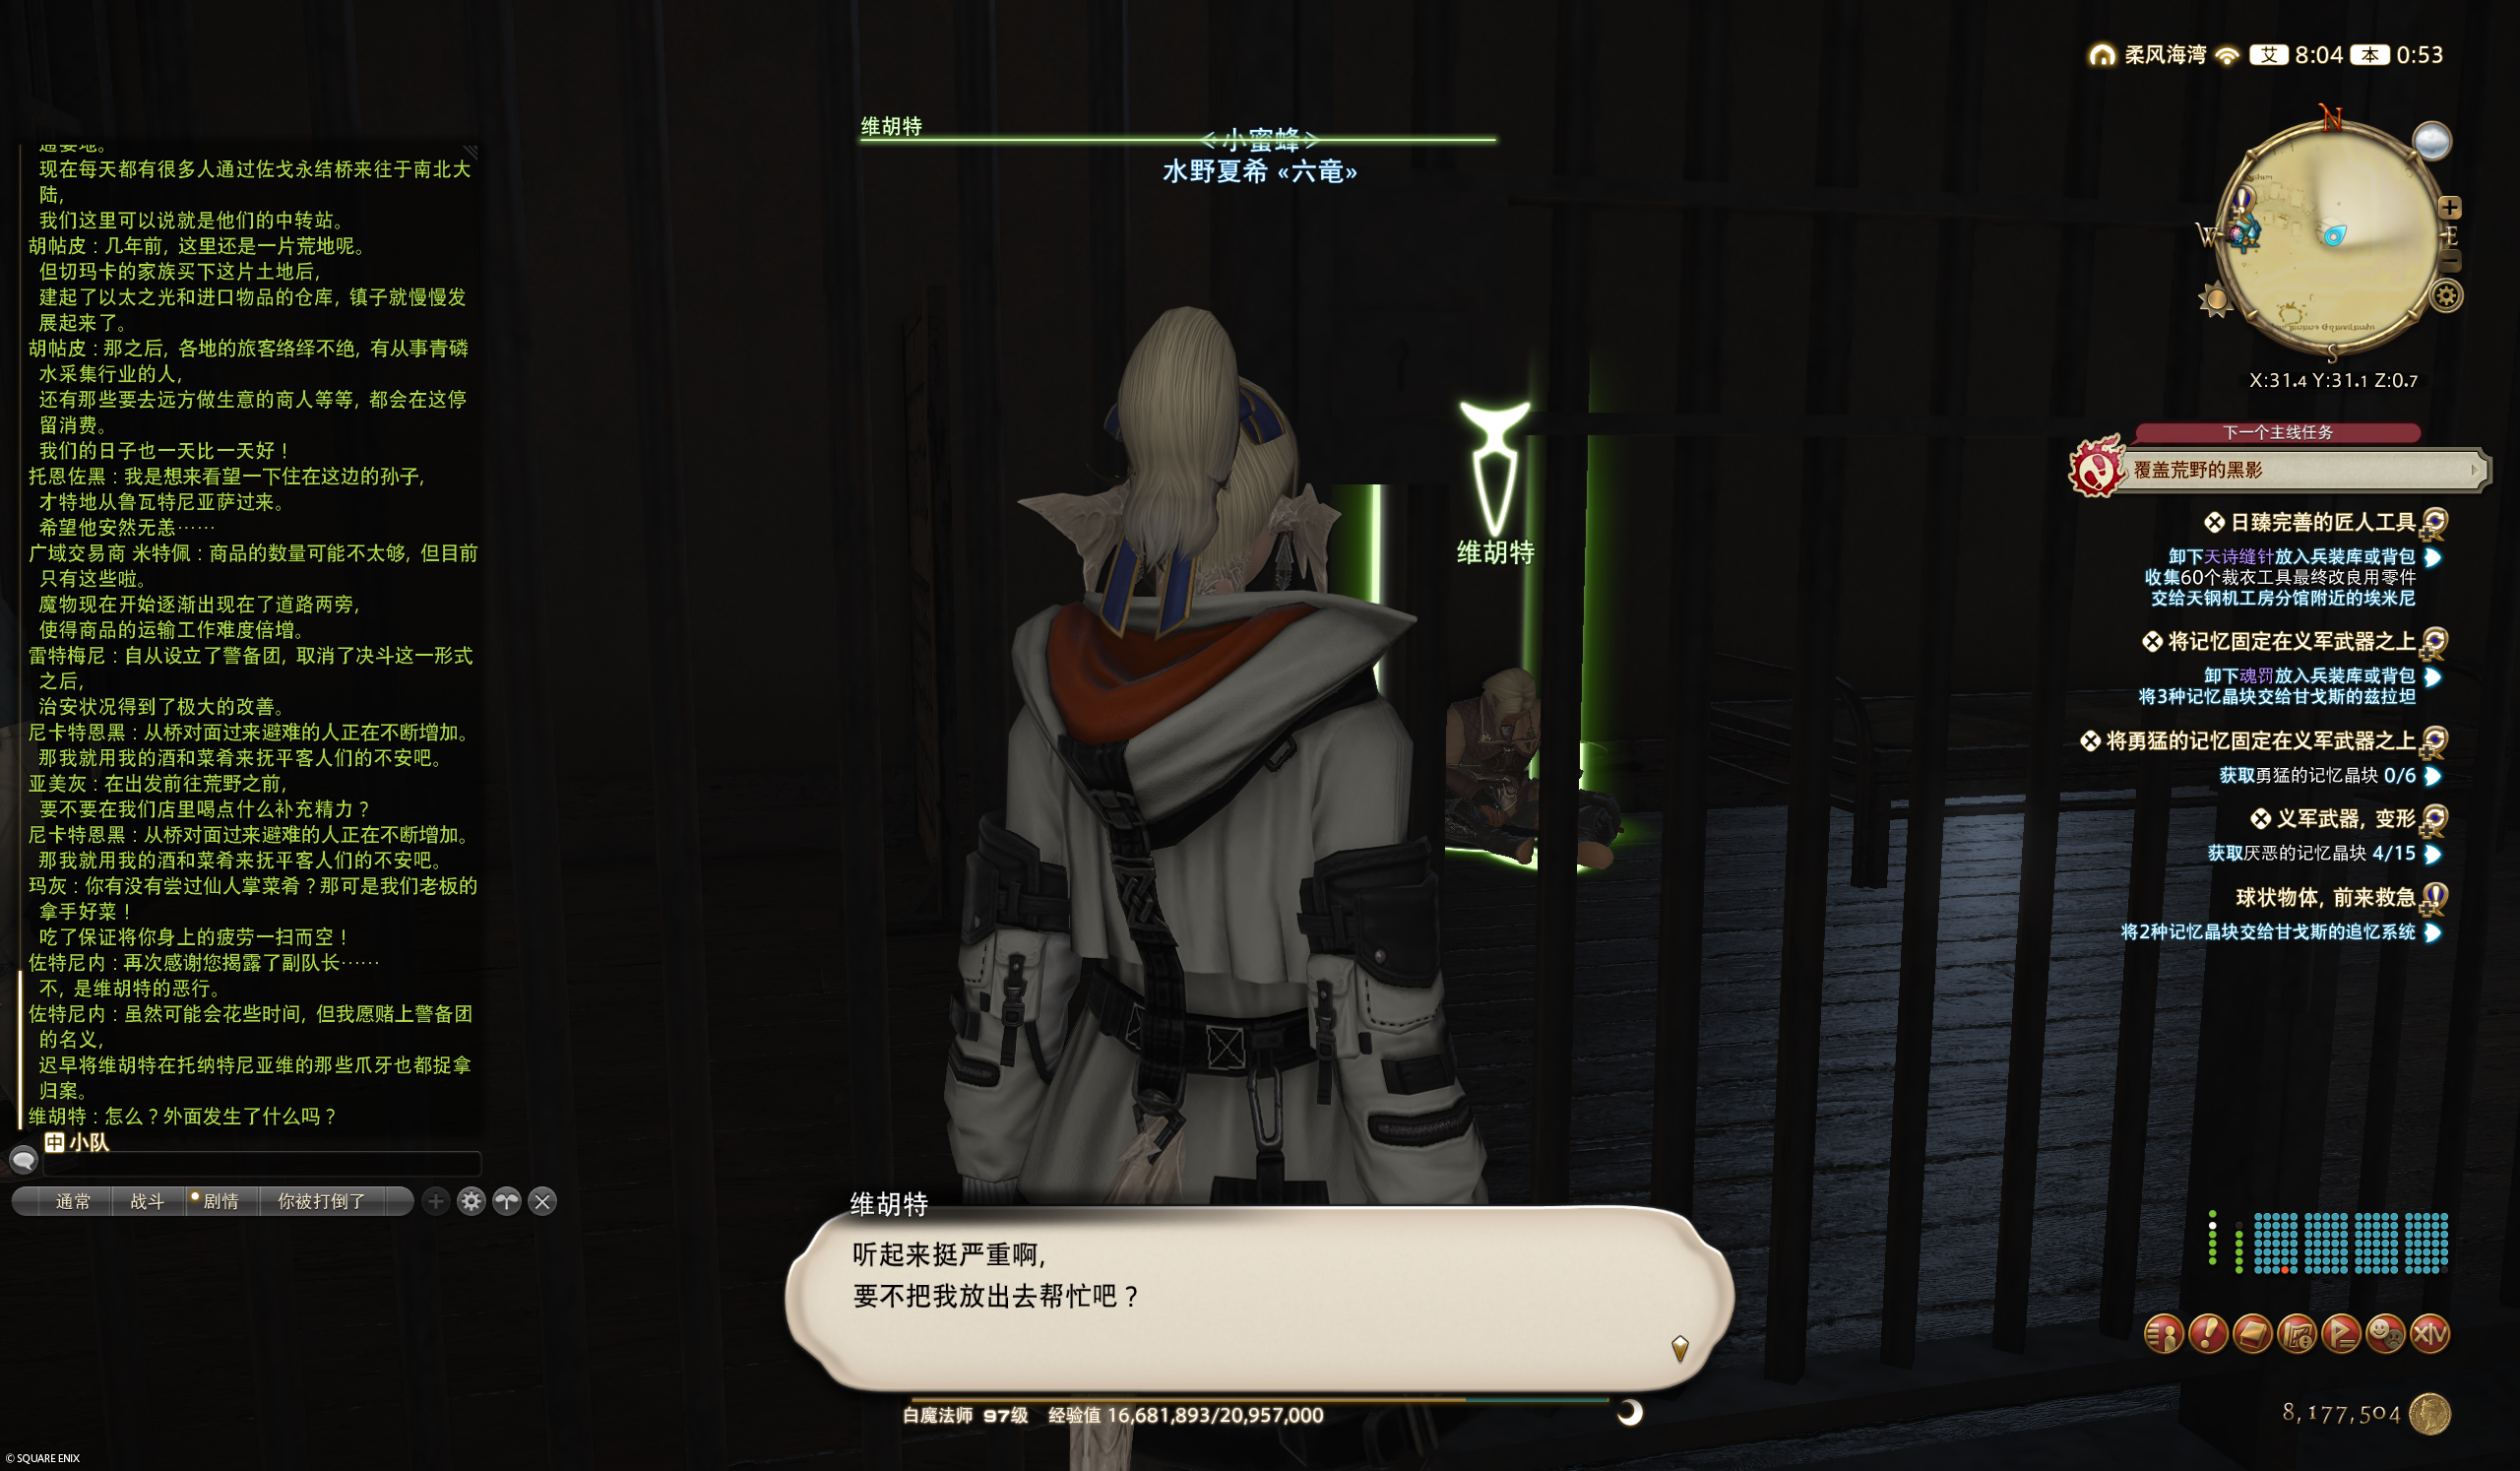 通要地。
现在每天都有很多人通过佐戈永结桥来往于南北大
陆,
我们这里可以说就是他们的中转站。
胡帖皮：几年前, 这里还是一片荒地呢。
但切玛卡的家族买下这片土地后,
建起了以太之光和进口物品的仓库, 镇子就慢慢发
展起来了。
胡帖皮：那之后, 各地的旅客络绎不绝, 有从事青磷
水采集行业的人,
还有那些要去远方做生意的商人等等, 都会在这停
留消费。
我们的日子也一天比一天好！
托恩佐黑：我是想来看望一下住在这边的孙子,
才特地从鲁瓦特尼亚萨过来。
希望他安然无恙……
广域交易商 米特佩：商品的数量可能不太够, 但目前
只有这些啦。
魔物现在开始逐渐出现在了道路两旁,
使得商品的运输工作难度倍增。
雷特梅尼：自从设立了警备团, 取消了决斗这一形式
之后,
治安状况得到了极大的改善。
尼卡特恩黑：从桥对面过来避难的人正在不断增加。
那我就用我的酒和菜肴来抚平客人们的不安吧。
亚美灰：在出发前往荒野之前,
要不要在我们店里喝点什么补充精力？
尼卡特恩黑：从桥对面过来避难的人正在不断增加。
那我就用我的酒和菜肴来抚平客人们的不安吧。
玛灰：你有没有尝过仙人掌菜肴？那可是我们老板的
拿手好菜！
吃了保证将你身上的疲劳一扫而空！
佐特尼内：再次感谢您揭露了副队长……
不, 是维胡特的恶行。
佐特尼内：虽然可能会花些时间, 但我愿赌上警备团
的名义,
迟早将维胡特在托纳特尼亚维的那些爪牙也都捉拿
归案。
维胡特：怎么？外面发生了什么吗？
中 小队
通常 战斗 剧情 你被打倒了
维胡特
<小蜜蜂>
水野夏希 «六竜»
维胡特
维胡特
听起来挺严重啊,
要不把我放出去帮忙吧？
白魔法师 97级 经验值 16,681,893/20,957,000
柔风海湾 艾 8:04 本 0:53
N
W
E
S
X:31.4 Y:31.1 Z:0.7
下一个主线任务
覆盖荒野的黑影
日臻完善的匠人工具
卸下天诗缝针放入兵装库或背包
收集60个裁衣工具最终改良用零件
交给天钢机工房分馆附近的埃米尼
将记忆固定在义军武器之上
卸下魂罚放入兵装库或背包
将3种记忆晶块交给甘戈斯的兹拉坦
将勇猛的记忆固定在义军武器之上
获取勇猛的记忆晶块 0/6
义军武器, 变形
获取厌恶的记忆晶块 4/15
球状物体, 前来救急
将2种记忆晶块交给甘戈斯的追忆系统
XIV
8,177,504
© SQUARE ENIX